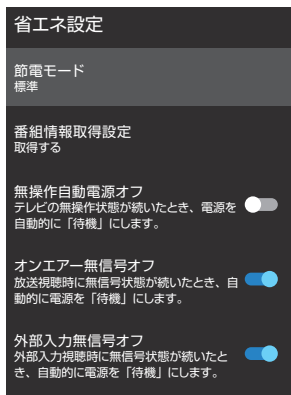 省エネ設定
節電モード
標準
番組情報取得設定
取得する
無操作自動電源オフ
テレビの無操作状態が続いたとき、電源を
自動的に「待機」にします。
オンエアー無信号オフ
放送視聴時に無信号状態が続いたとき、自
動的に電源を「待機」にします。
外部入力無信号オフ
外部入力視聴時に無信号状態が続いたと
き、自動的に電源を「待機」にします。